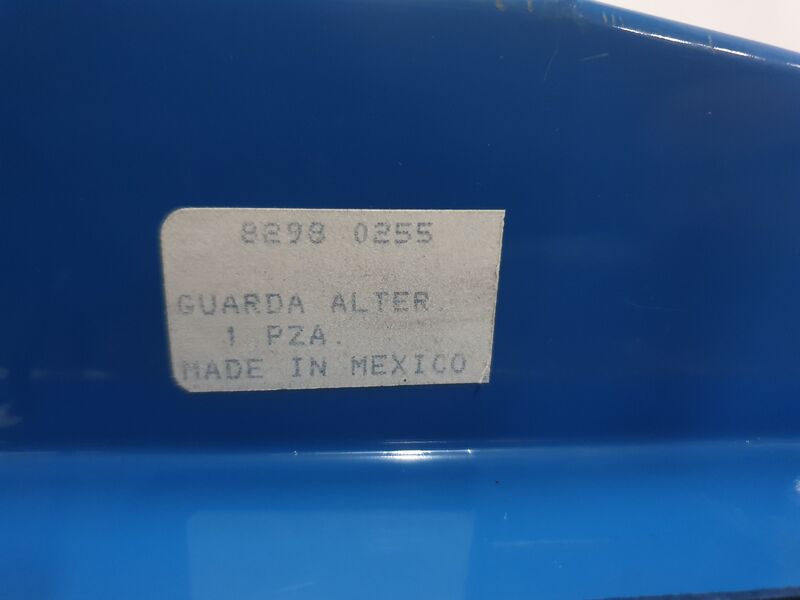 8298 0255
GUARDA ALTER.
1 PZA.
MADE IN MEXICO